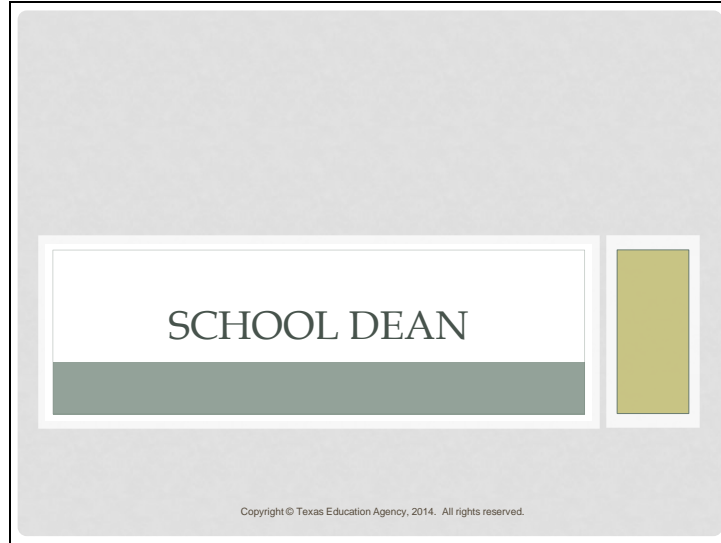 SCHOOL DEAN
Copyright © Texas Education Agency, 2014. All rights reserved.